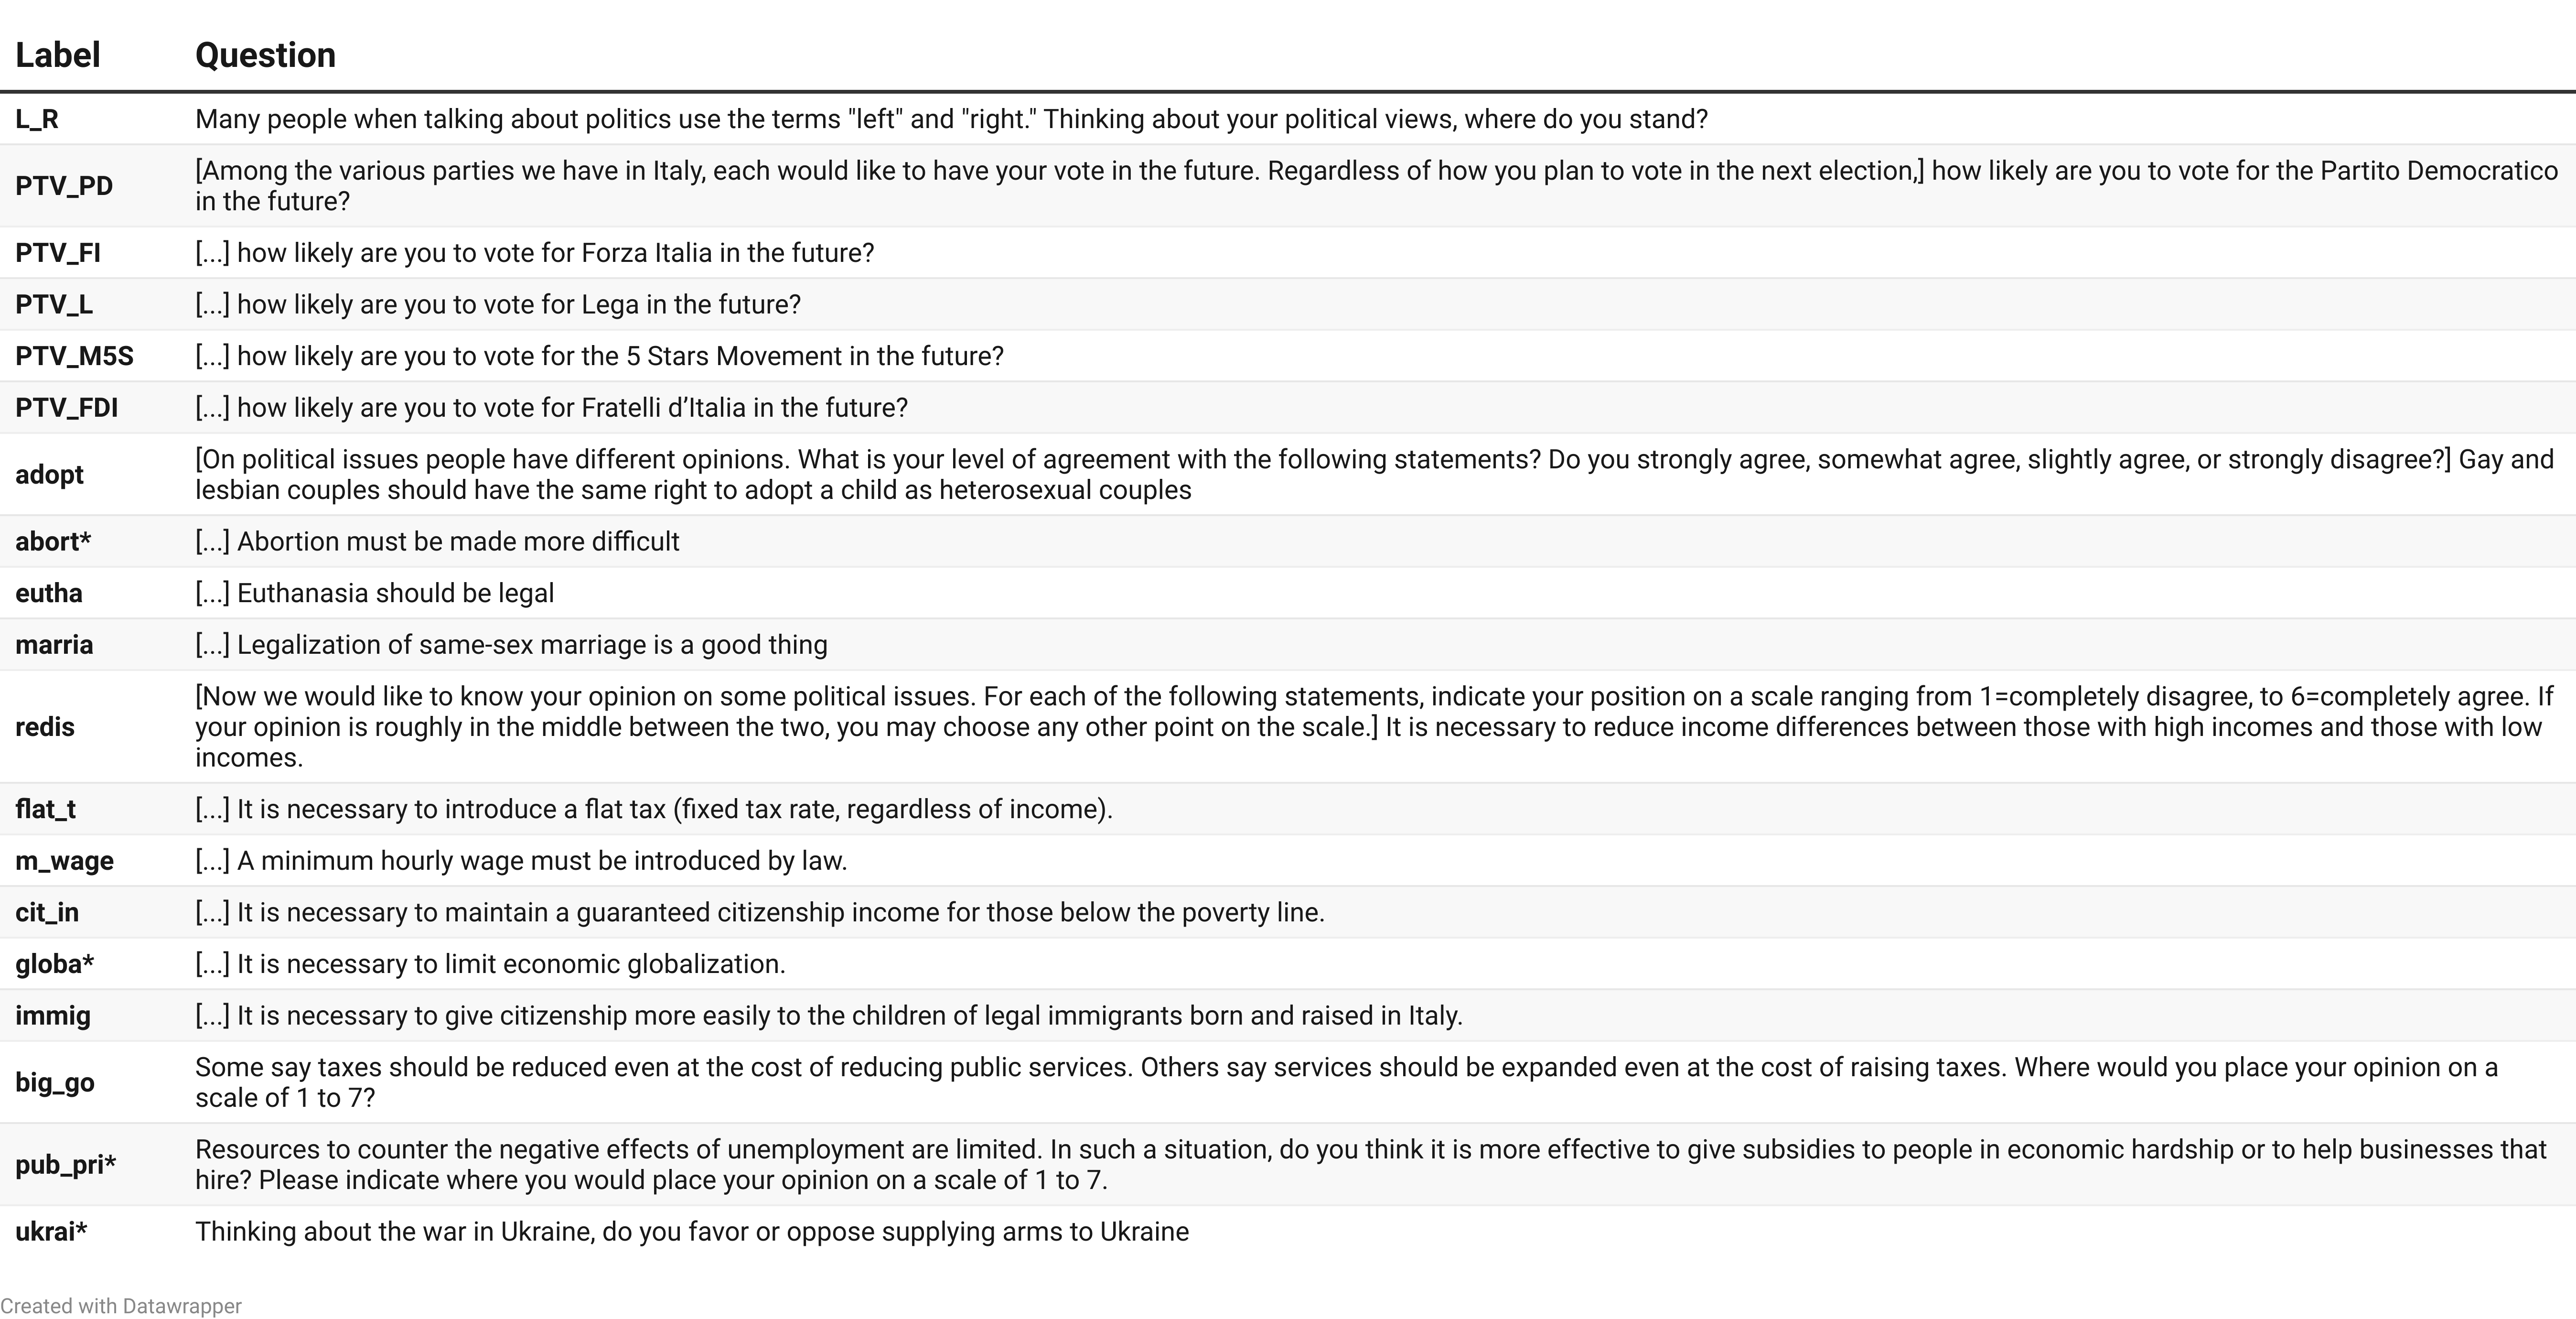 Label Question
L_R Many people when talking about politics use the terms "left" and "right." Thinking about your political views, where do you stand?
PTV_PD [Among the various parties we have in Italy, each would like to have your vote in the future. Regardless of how you plan to vote in the next election,] how likely are you to vote for the Partito Democratico
in the future?
PTV_FI [...] how likely are you to vote for Forza Italia in the future?
PTV_L [...] how likely are you to vote for Lega in the future?
PTV_M5S [...] how likely are you to vote for the 5 Stars Movement in the future?
PTV_FDI [...] how likely are you to vote for Fratelli d’Italia in the future?
adopt [On political issues people have different opinions. What is your level of agreement with the following statements? Do you strongly agree, somewhat agree, slightly agree, or strongly disagree?] Gay and
lesbian couples should have the same right to adopt a child as heterosexual couples
abort* [...] Abortion must be made more difficult
eutha [...] Euthanasia should be legal
marria [...] Legalization of same-sex marriage is a good thing
redis [Now we would like to know your opinion on some political issues. For each of the following statements, indicate your position on a scale ranging from 1=completely disagree, to 6=completely agree. If
your opinion is roughly in the middle between the two, you may choose any other point on the scale.] It is necessary to reduce income differences between those with high incomes and those with low
incomes.
flat_t [...] It is necessary to introduce a flat tax (fixed tax rate, regardless of income).
m_wage [...] A minimum hourly wage must be introduced by law.
cit_in [...] It is necessary to maintain a guaranteed citizenship income for those below the poverty line.
globa* [...] It is necessary to limit economic globalization.
immig [...] It is necessary to give citizenship more easily to the children of legal immigrants born and raised in Italy.
big_go Some say taxes should be reduced even at the cost of reducing public services. Others say services should be expanded even at the cost of raising taxes. Where would you place your opinion on a
scale of 1 to 7?
pub_pri* Resources to counter the negative effects of unemployment are limited. In such a situation, do you think it is more effective to give subsidies to people in economic hardship or to help businesses that
hire? Please indicate where you would place your opinion on a scale of 1 to 7.
ukrai* Thinking about the war in Ukraine, do you favor or oppose supplying arms to Ukraine
Created with Datawrapper